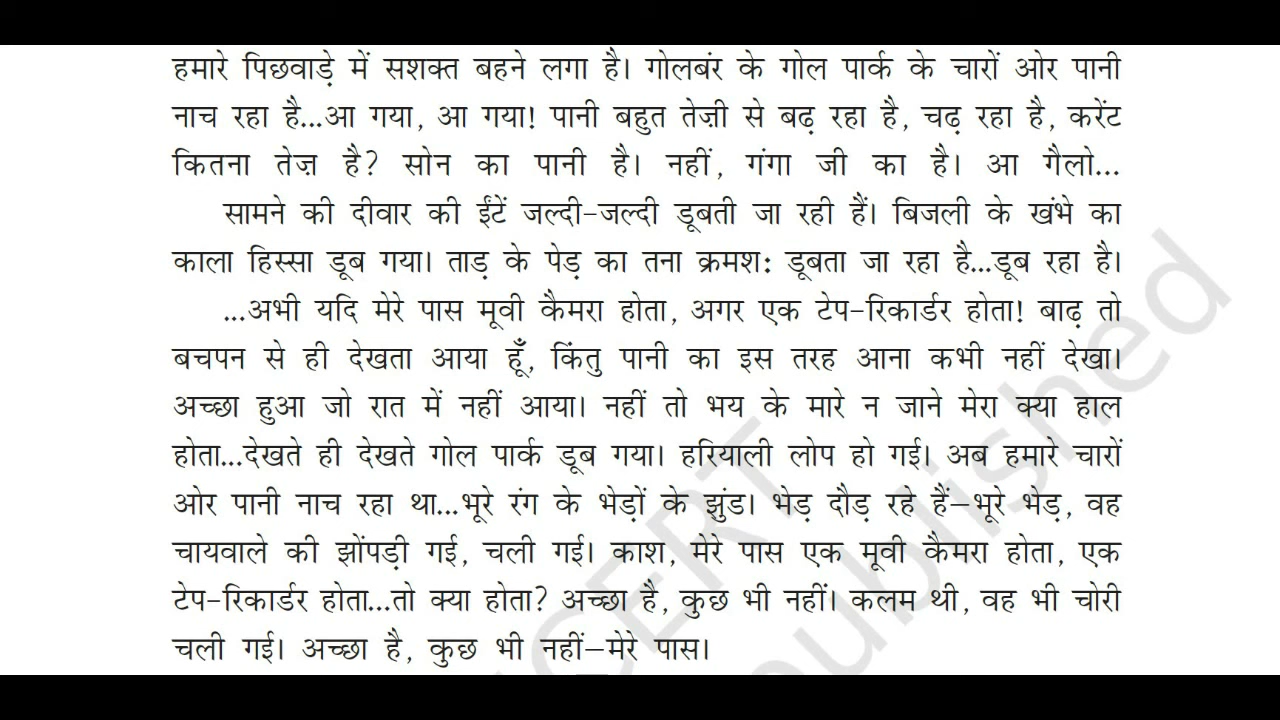 हमारे पिछवाड़े में सशक्त बहने लगा है। गोलबंर के गोल पार्क के चारों ओर पानी
नाच रहा है...आ गया, आ गया! पानी बहुत तेज़ी से बढ़ रहा है, चढ़ रहा है, करेंट
कितना तेज़ है? सोन का पानी है। नहीं, गंगा जी का है। आ गैलो...
सामने की दीवार की ईंटें जल्दी-जल्दी डूबती जा रही हैं। बिजली के खंभे का
काला हिस्सा डूब गया। ताड़ के पेड़ का तना क्रमश: डूबता जा रहा है...डूब रहा है।
...अभी यदि मेरे पास मूवी कैमरा होता, अगर एक टेप-रिकार्डर होता! बाढ़ तो
बचपन से ही देखता आया हूँ, किंतु पानी का इस तरह आना कभी नहीं देखा।
अच्छा हुआ जो रात में नहीं आया। नहीं तो भय के मारे न जाने मेरा क्या हाल
होता...देखते ही देखते गोल पार्क डूब गया। हरियाली लोप हो गई। अब हमारे चारों
ओर पानी नाच रहा था...भूरे रंग के भेड़ों के झुंड। भेड़ दौड़ रहे हैं–भूरे भेड़, वह
चायवाले की झोंपड़ी गई, चली गई। काश, मेरे पास एक मूवी कैमरा होता, एक
टेप-रिकार्डर होता...तो क्या होता? अच्छा है, कुछ भी नहीं। कलम थी, वह भी चोरी
चली गई। अच्छा है, कुछ भी नहीं–मेरे पास।
NCERT
published